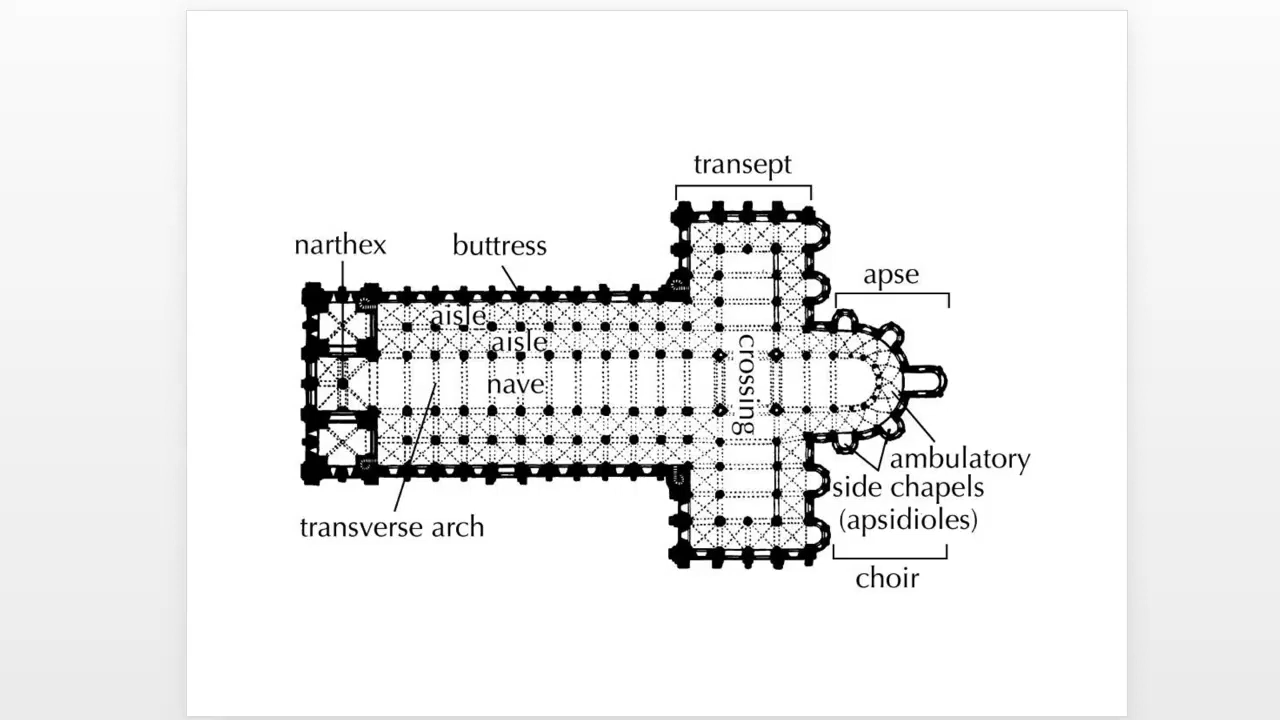 transept
narthex
buttress
apse
aisle
aisle
crossing
nave
ambulatory
side chapels
(apsidioles)
transverse arch
choir